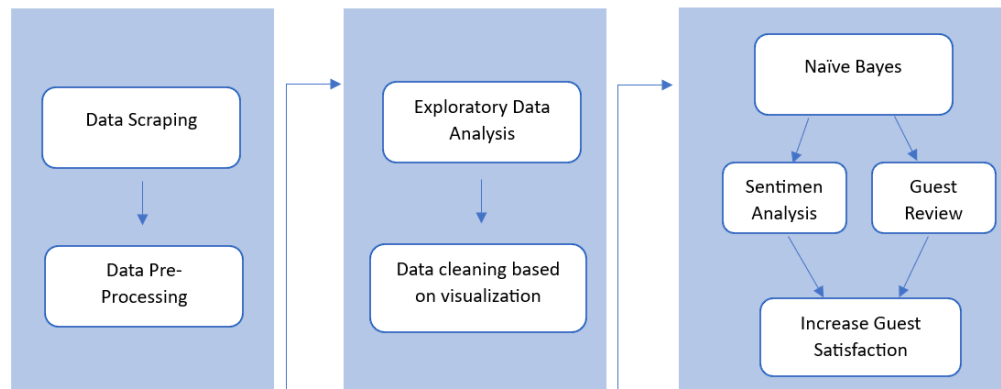 Data Scraping
Data Pre-
Processing
Exploratory Data
Analysis
Data cleaning based
on visualization
Naïve Bayes
Sentimen
Analysis
Guest
Review
Increase Guest
Satisfaction